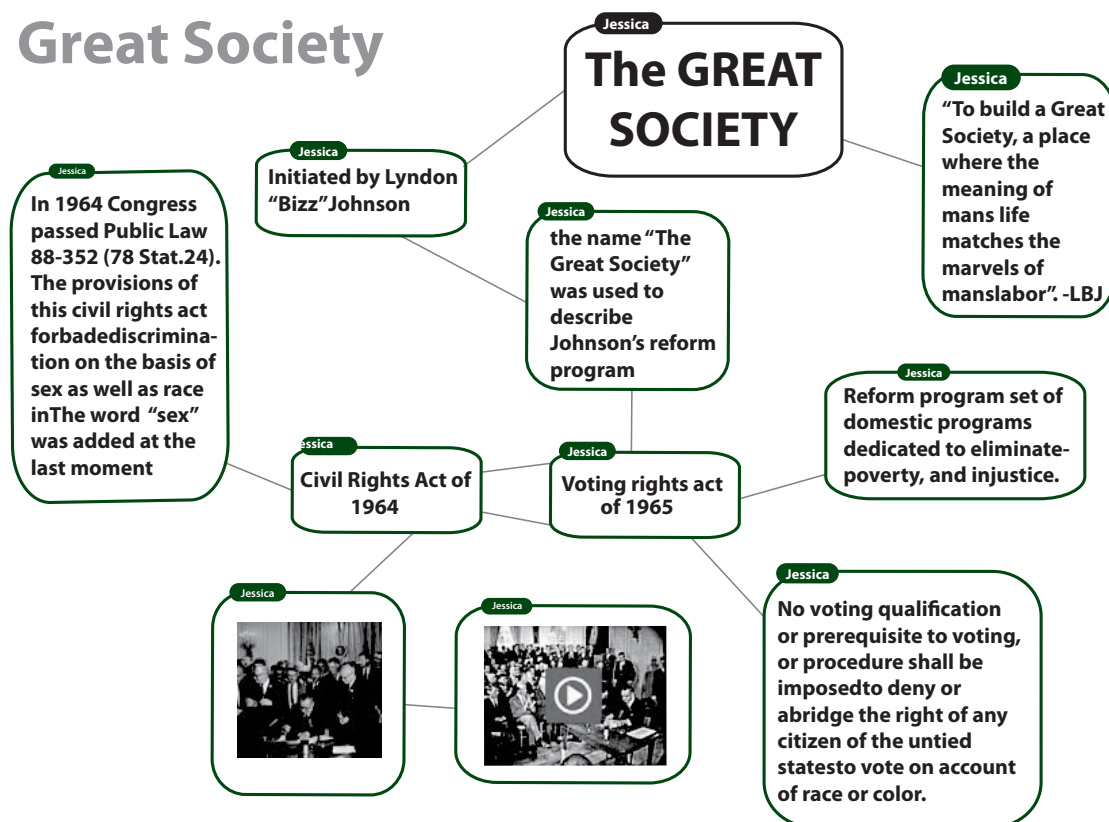 Great Society
Jessica
The GREAT
SOCIETY
Jessica
“To build a Great
Society, a place
where the
meaning of
mans life
matches the
marvels of
manslabor”. -LBJ
Jessica
Initiated by Lyndon
“Bizz”Johnson
Jessica
In 1964 Congress
passed Public Law
88-352 (78 Stat.24).
The provisions of
this civil rights act
forbadediscrimina-
tion on the basis of
sex as well as race
inThe word “sex”
was added at the
last moment
Jessica
the name “The
Great Society”
was used to
describe
Johnson’s reform
program
Jessica
Reform program set of
domestic programs
dedicated to eliminate-
poverty, and injustice.
essica
Civil Rights Act of
1964
Jessica
Voting rights act
of 1965
Jessica
Jessica
Jessica
No voting qualification
or prerequisite to voting,
or procedure shall be
imposedto deny or
abridge the right of any
citizen of the untied
statesto vote on account
of race or color.